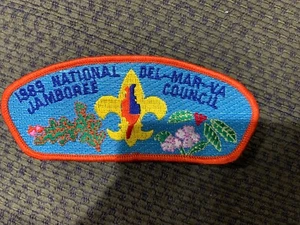 1989 NATIONAL DEL-MAR-VA
JAMBOREE COUNCIL